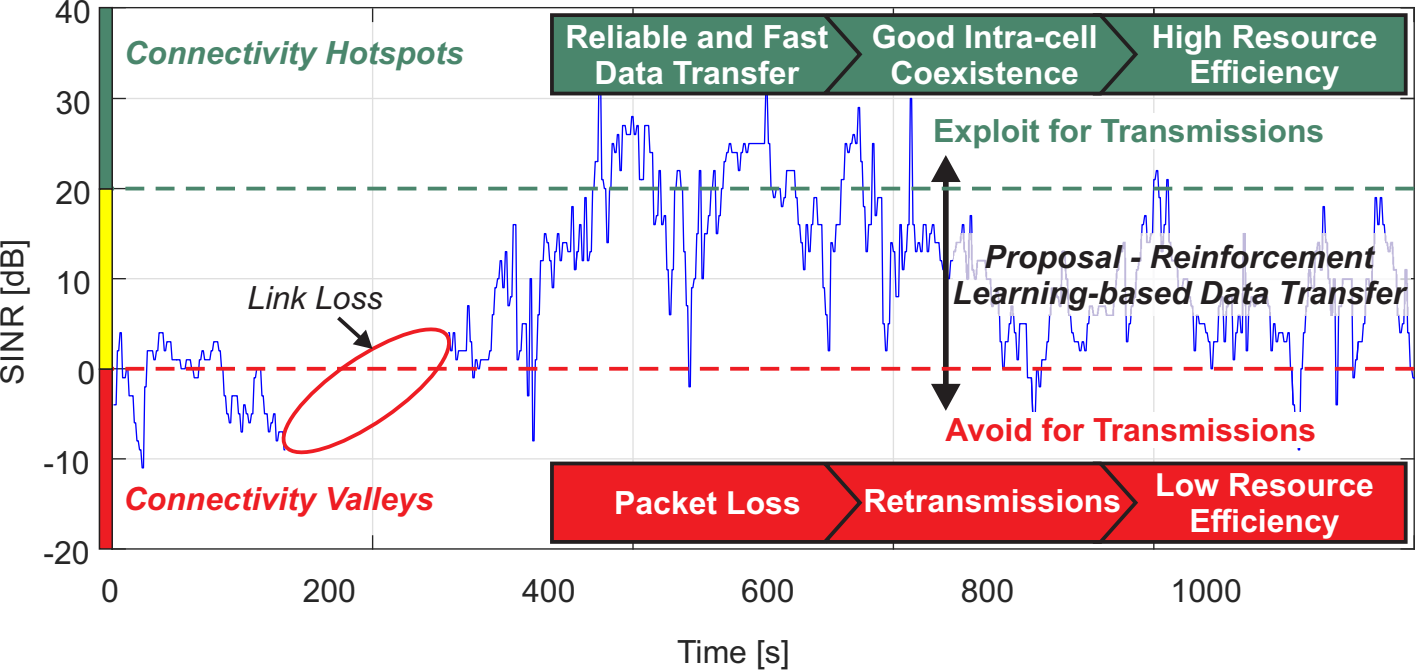 40
30
20
10
0
-10
-20
SINR [dB]
Connectivity Hotspots
Reliable and Fast
Data Transfer
Good Intra-cell
Coexistence
High Resource
Efficiency
Exploit for Transmissions
Link Loss
Proposal - Reinforcement
Learning-based Data Transfer
Avoid for Transmissions
Connectivity Valleys
Packet Loss
Retransmissions
Low Resource
Efficiency
0 200 400 600 800 1000
Time [s]